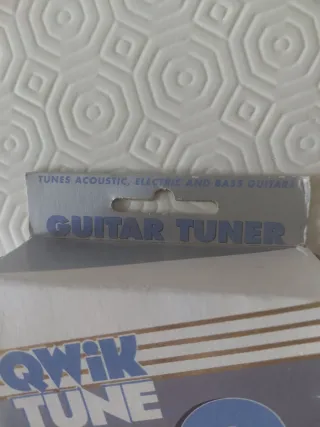 TUNES ACOUSTIC, ELECTRIC AND BASS GUITARS
GUITAR TUNER
QWIK
TUNE